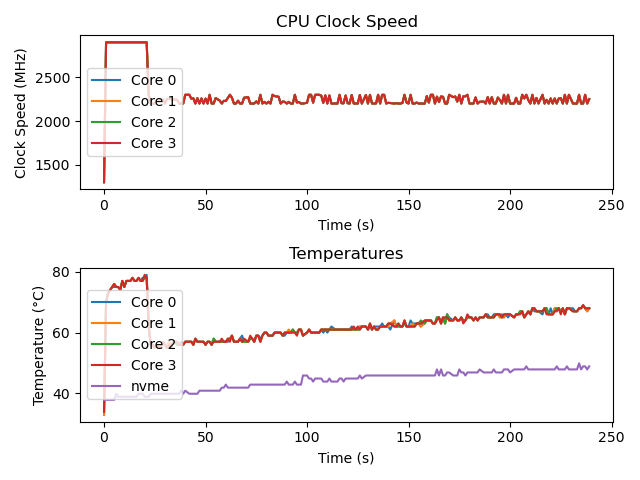 CPU Clock Speed
Clock Speed (MHz)
2500
2000
1500
Core 0
Core 1
Core 2
Core 3
0 50 100 150 200 250
Time (s)
Temperatures
Temperature (°C)
80
60
40
Core 0
Core 1
Core 2
Core 3
nvme
0 50 100 150 200 250
Time (s)